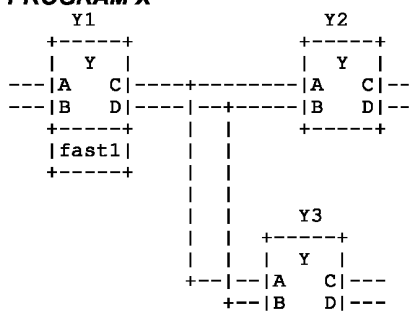 PROGRAM X
Y1 Y2
Y Y
A C A C
B D B D
fast1
Y3
Y
A C
B D